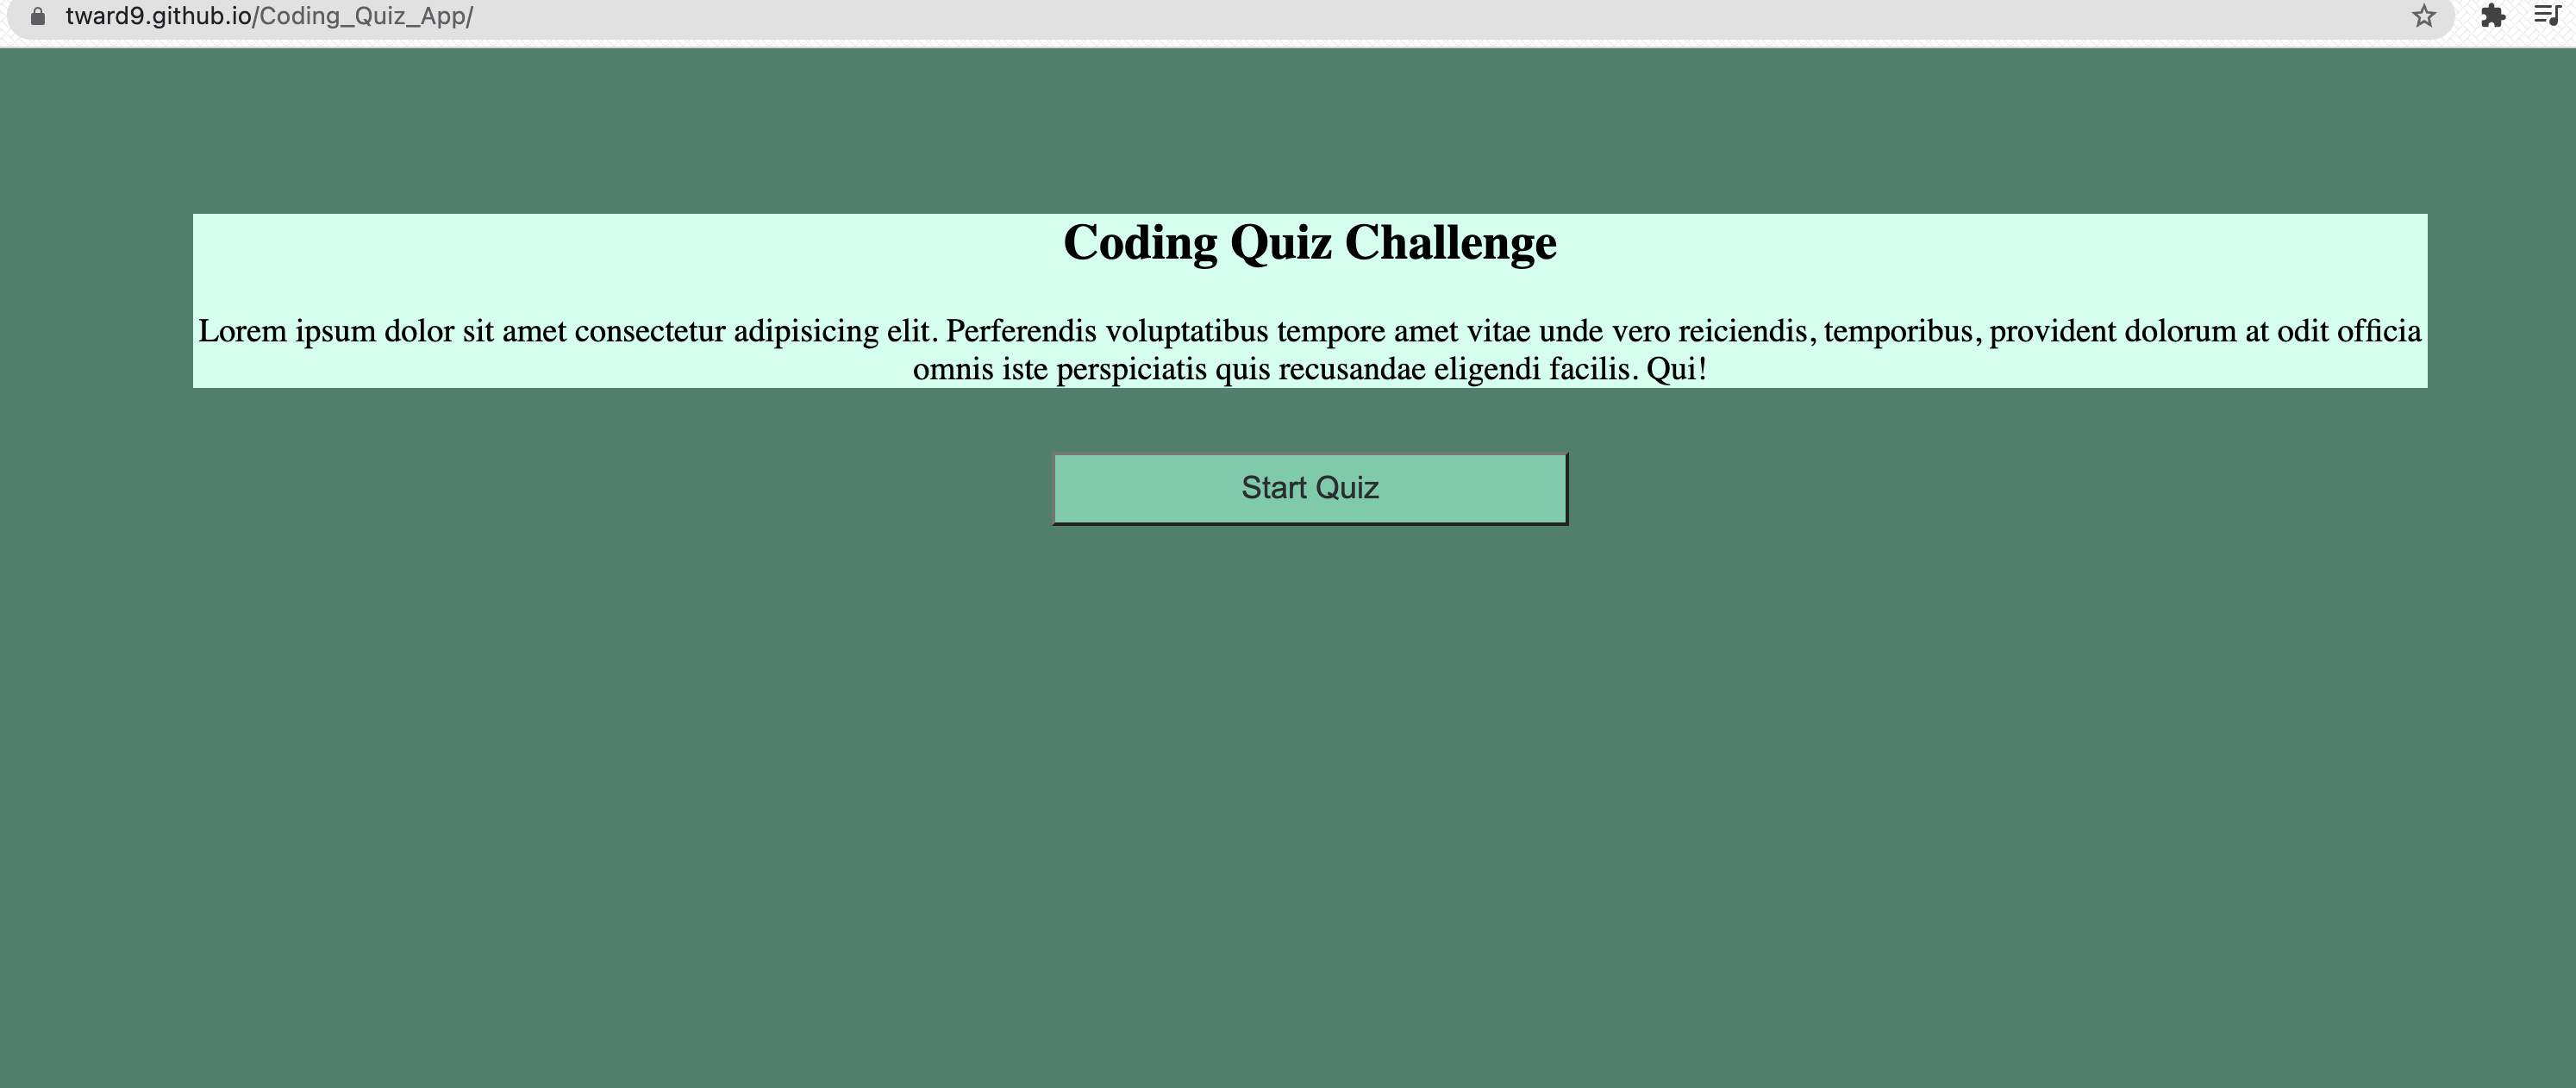 tward9.github.io/Coding_Quiz_App/
Coding Quiz Challenge
Lorem ipsum dolor sit amet consectetur adipisicing elit. Perferendis voluptatibus tempore amet vitae unde vero reiciendis, temporibus, provident dolorum at odit officia
omnis iste perspiciatis quis recusandae eligendi facilis. Qui!
Start Quiz